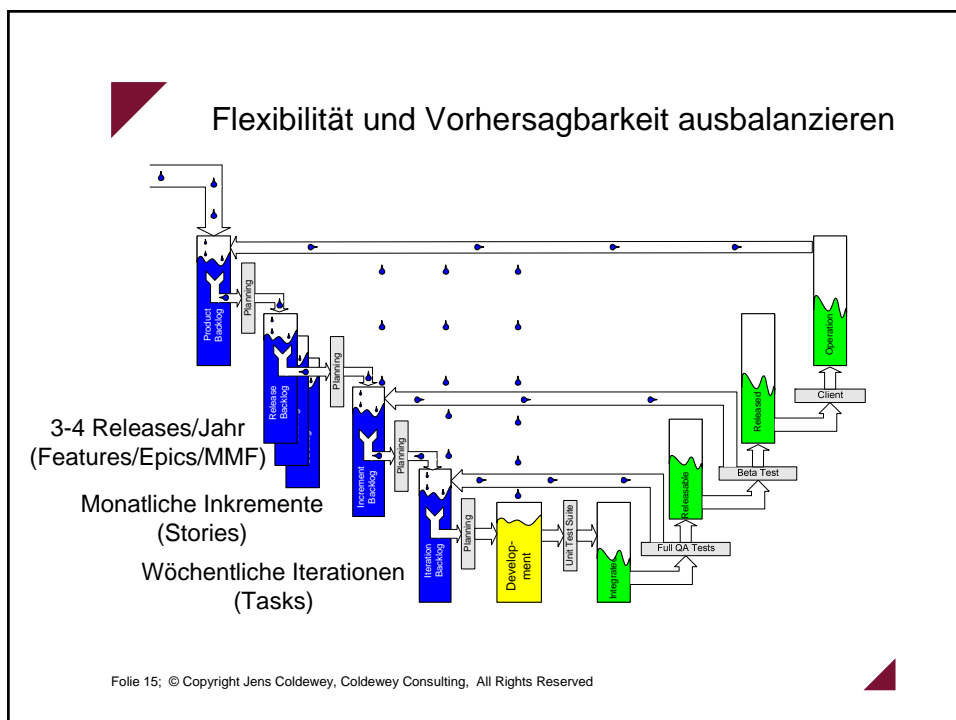 Flexibilität und Vorhersagbarkeit ausbalanzieren
Product
Backlog
Planning
Release
Backlog
Planning
Increment
Backlog
Planning
Iteration
Backlog
Planning
Develop-
ment
Unit Test Suite
Integrate
Full QA Tests
Releasable
Beta Test
Released
Client
Operation
3-4 Releases/Jahr
(Features/Epics/MMF)
Monatliche Inkremente
(Stories)
Wöchentliche Iterationen
(Tasks)
Folie 15; © Copyright Jens Coldewey, Coldewey Consulting, All Rights Reserved